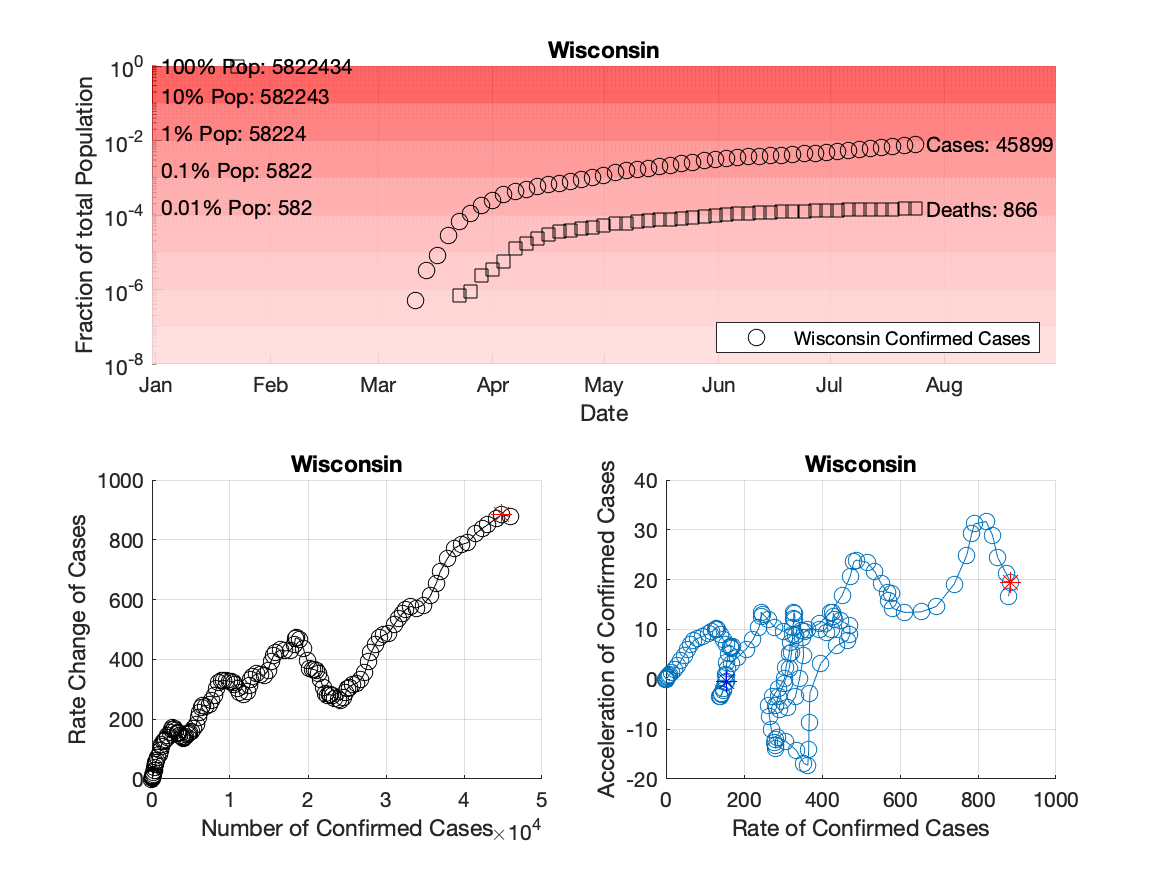 Wisconsin
10^0
100% Pop: 5822434
10% Pop: 582243
10^-2
1% Pop: 58224
Cases: 45899
0.1% Pop: 5822
10^-4
0.01% Pop: 582
Deaths: 866
10^-6
Wisconsin Confirmed Cases
10^-8
Fraction of total Population
Jan Feb Mar Apr May Jun Jul Aug
Date
Wisconsin
1000
800
600
400
200
0
Rate Change of Cases
0 1 2 3 4 5
Number of Confirmed Cases ×10^4
Wisconsin
40
30
20
10
0
-10
-20
Acceleration of Confirmed Cases
0 200 400 600 800 1000
Rate of Confirmed Cases